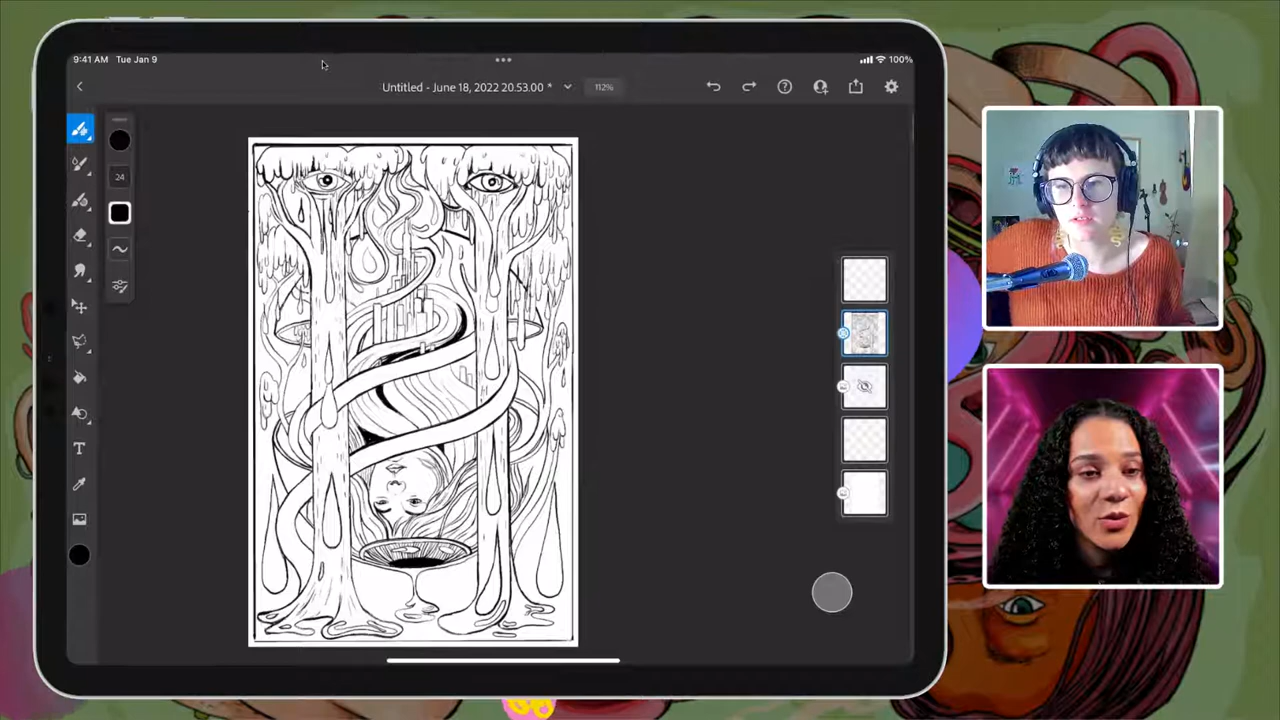 9:41 AM Tue Jan 9
100%
Untitled - June 18, 2022 20.53.00 *
112%
24
T